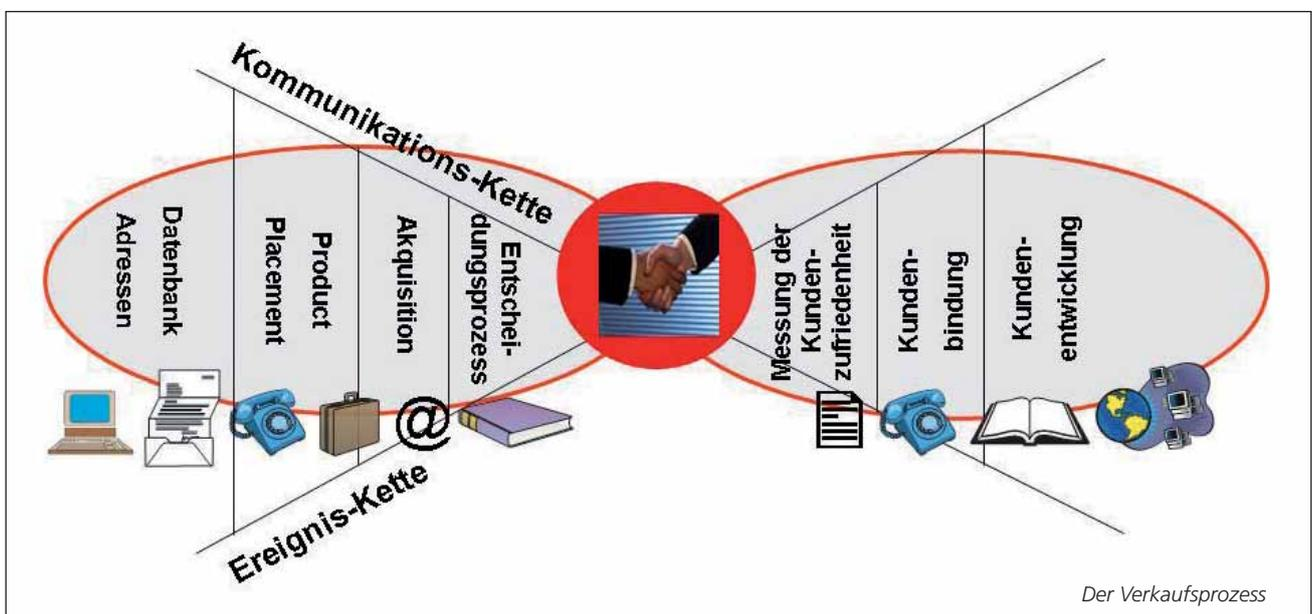 Kommunikations-Kette
Datenbank
Adressen
Product
Placement
Akquisition
Entschei-
dungsprozess
Messung der
Kunden-
zufriedenheit
Kunden-
bindung
Kunden-
entwicklung
@
Ereignis-Kette
Der Verkaufsprozess